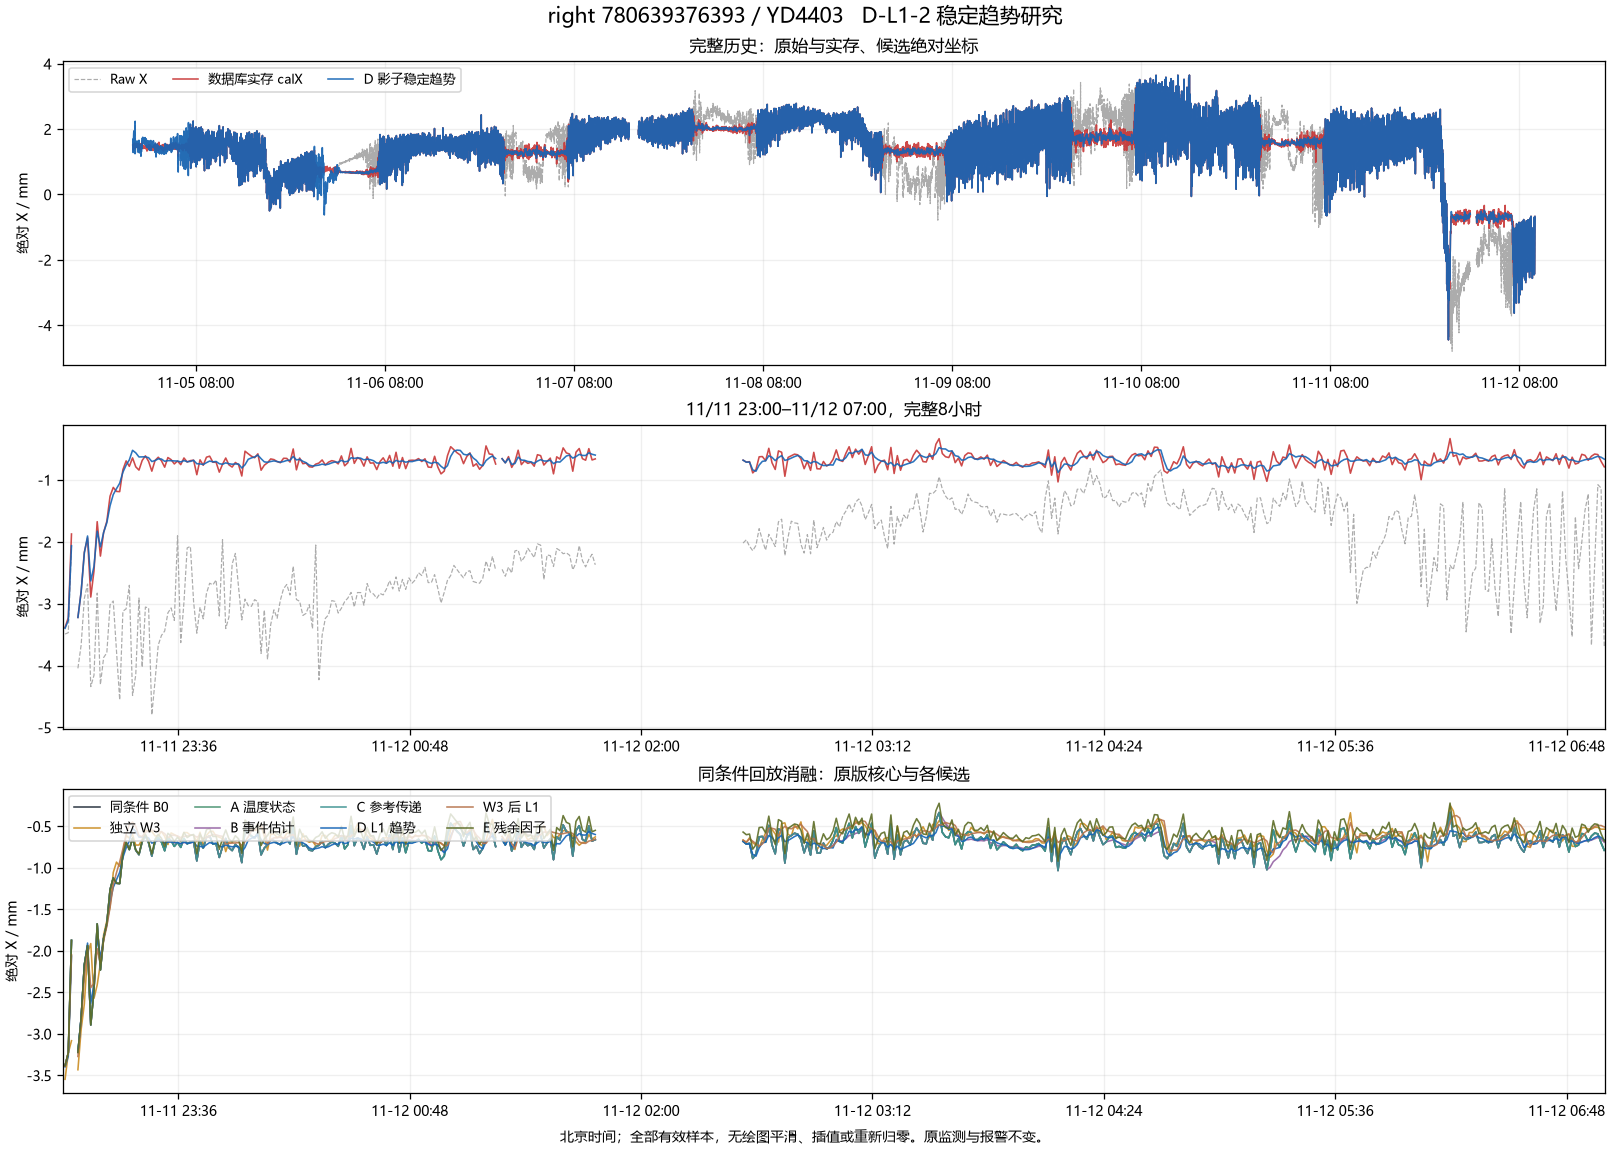 right 780639376393 / YD4403   D-L1-2 稳定趋势研究
完整历史：原始与实存、候选绝对坐标
Raw X
数据库实存 calX
D 影子稳定趋势
绝对 X / mm
4
2
0
-2
-4
11-05 08:00
11-06 08:00
11-07 08:00
11-08 08:00
11-09 08:00
11-10 08:00
11-11 08:00
11-12 08:00
11/11 23:00–11/12 07:00，完整8小时
绝对 X / mm
-1
-2
-3
-4
-5
11-11 23:36
11-12 00:48
11-12 02:00
11-12 03:12
11-12 04:24
11-12 05:36
11-12 06:48
同条件回放消融：原版核心与各候选
同条件 B0
独立 W3
A 温度状态
B 事件估计
C 参考传递
D L1 趋势
W3 后 L1
E 残余因子
绝对 X / mm
-0.5
-1.0
-1.5
-2.0
-2.5
-3.0
-3.5
11-11 23:36
11-12 00:48
11-12 02:00
11-12 03:12
11-12 04:24
11-12 05:36
11-12 06:48
北京时间；全部有效样本，无绘图平滑、插值或重新归零。原监测与报警不变。